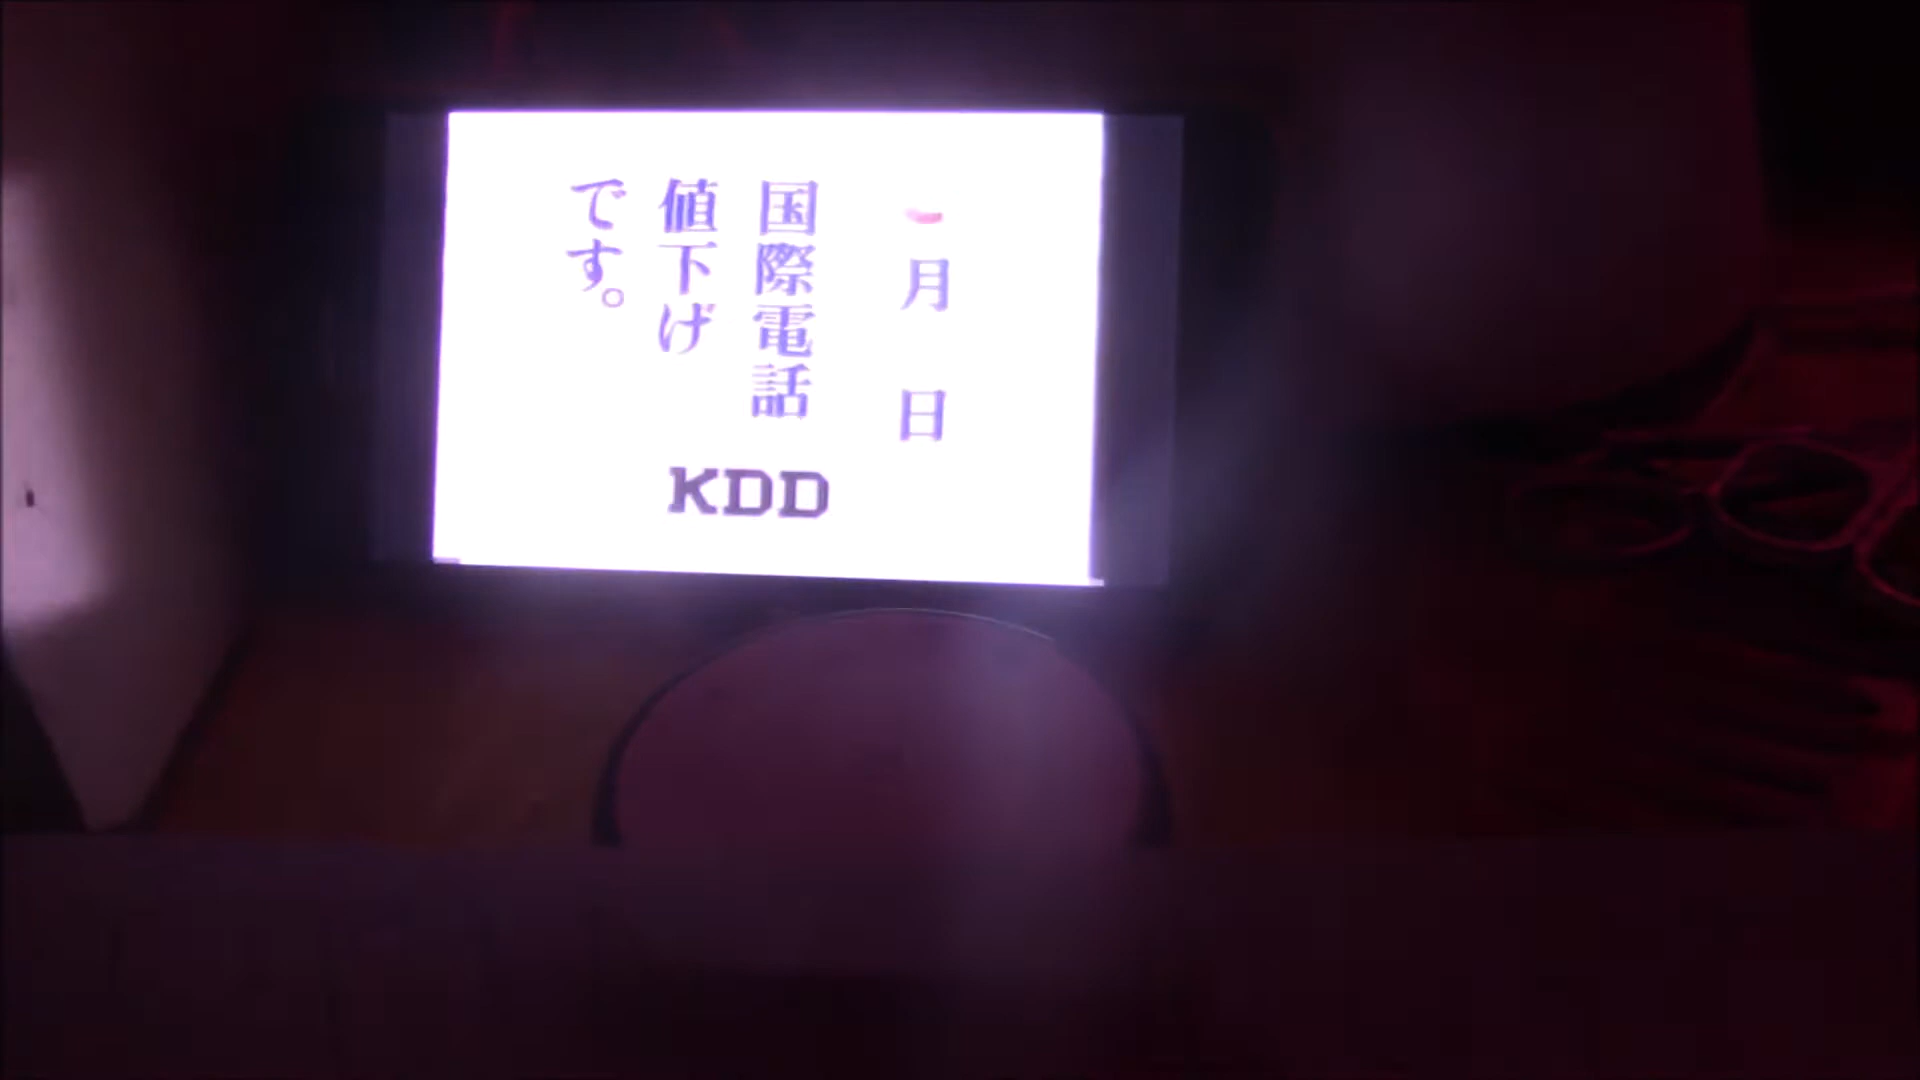 月 日
国際電話
値下げ
です。
KDD